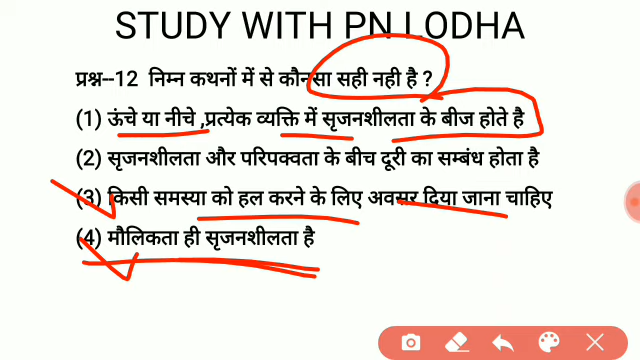 STUDY WITH PN LODHA
प्रश्न--12 निम्न कथनों में से कौनसा सही नही है ?
(1) ऊंचे या नीचे ,प्रत्येक व्यक्ति में सृजनशीलता के बीज होते है
(2) सृजनशीलता और परिपक्वता के बीच दूरी का सम्बंध होता है
(3) किसी समस्या को हल करने के लिए अवसर दिया जाना चाहिए
(4) मौलिकता ही सृजनशीलता है